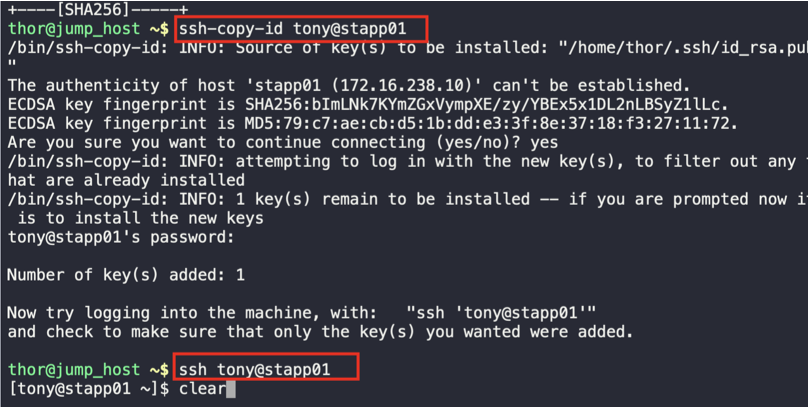 +----[SHA256]-----+
thor@jump_host ~$ ssh-copy-id tony@stapp01
/bin/ssh-copy-id: INFO: Source of key(s) to be installed: "/home/thor/.ssh/id_rsa.pu
"
The authenticity of host 'stapp01 (172.16.238.10)' can't be established.
ECDSA key fingerprint is SHA256:bImLNk7KYmZGxVympXE/zy/YBEx5x1DL2nLBSyZ1lLc.
ECDSA key fingerprint is MD5:79:c7:ae:cb:d5:1b:dd:e3:3f:8e:37:18:f3:27:11:72.
Are you sure you want to continue connecting (yes/no)? yes
/bin/ssh-copy-id: INFO: attempting to log in with the new key(s), to filter out any t
hat are already installed
/bin/ssh-copy-id: INFO: 1 key(s) remain to be installed -- if you are prompted now it
 is to install the new keys
tony@stapp01's password:
Number of key(s) added: 1
Now try logging into the machine, with:   "ssh 'tony@stapp01'"
and check to make sure that only the key(s) you wanted were added.
thor@jump_host ~$ ssh tony@stapp01
[tony@stapp01 ~]$ clear